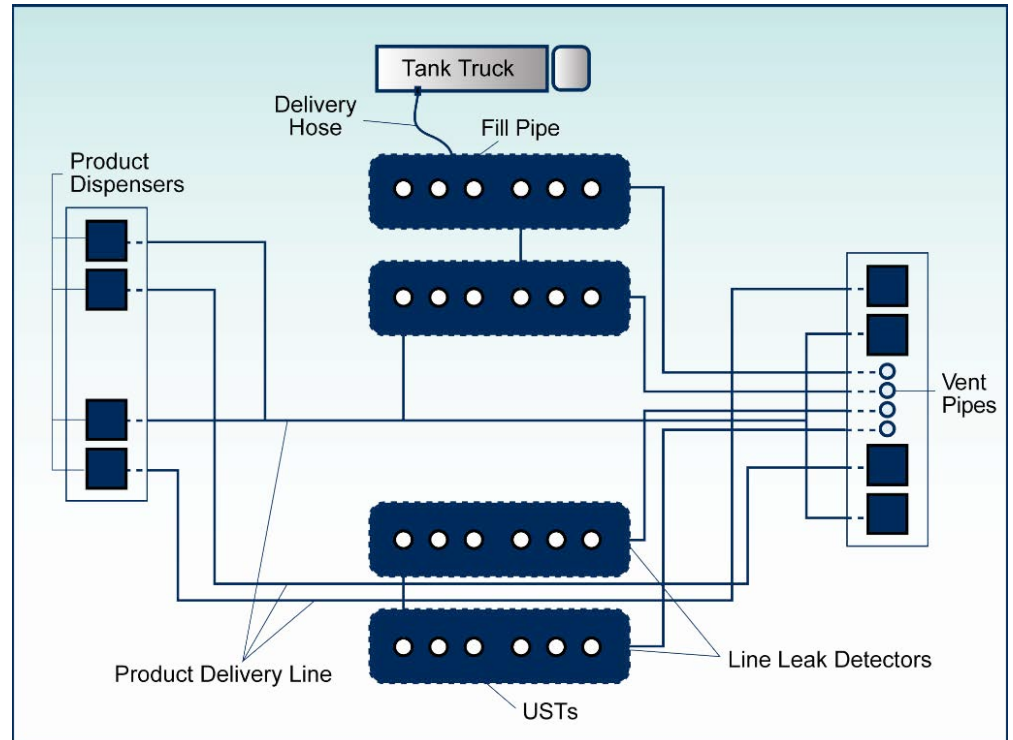 Tank Truck
Delivery
Hose
Fill Pipe
Product
Dispensers
Vent
Pipes
Product Delivery Line
Line Leak Detectors
USTs